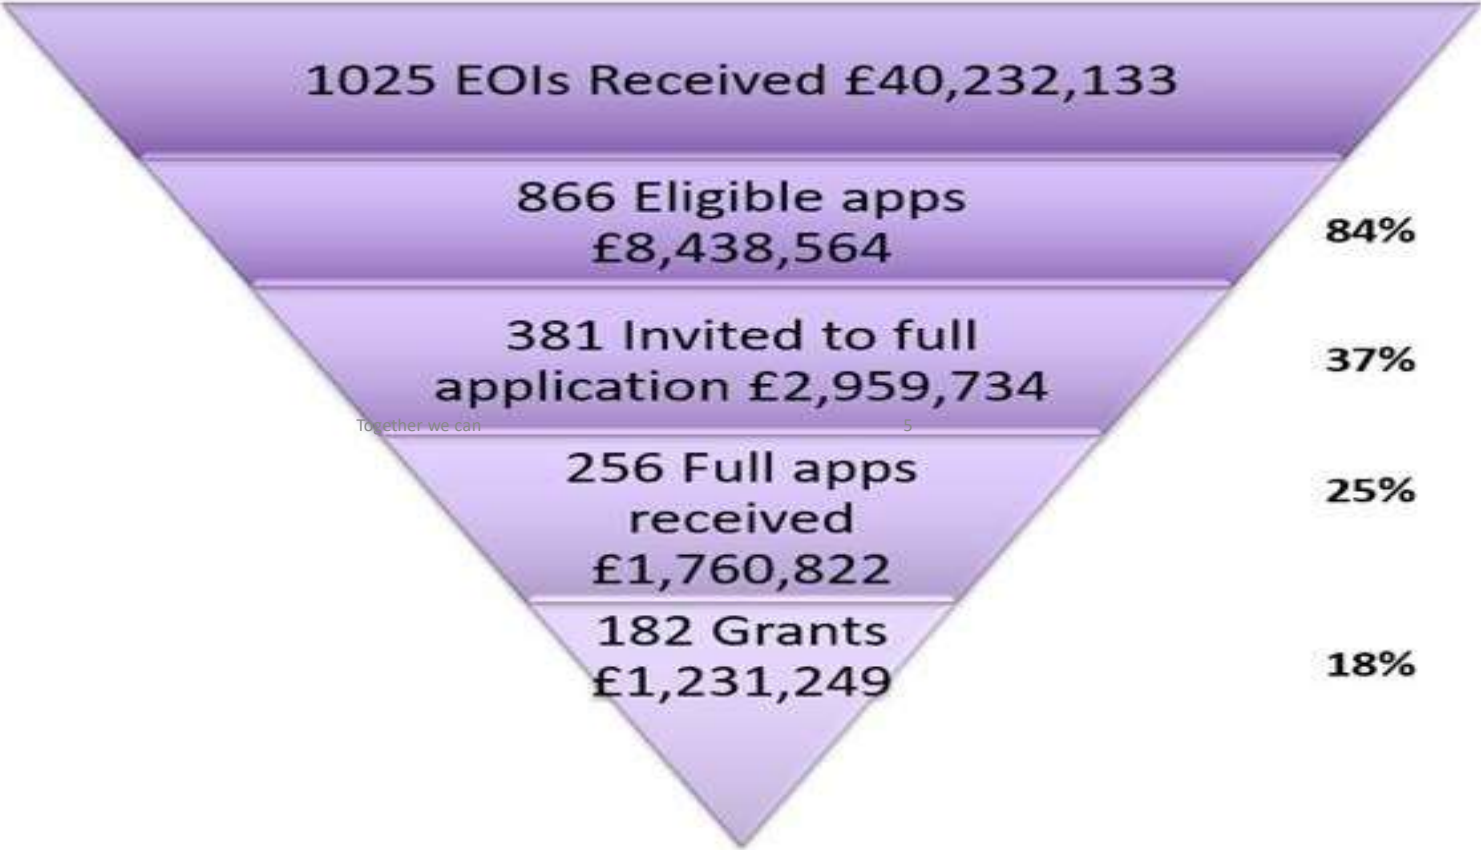 1025 EOIs Received £40,232,133
866 Eligible apps
£8,438,564
84%
381 Invited to full
application £2,959,734
37%
Together we can 5
256 Full apps
received
£1,760,822
25%
182 Grants
£1,231,249
18%